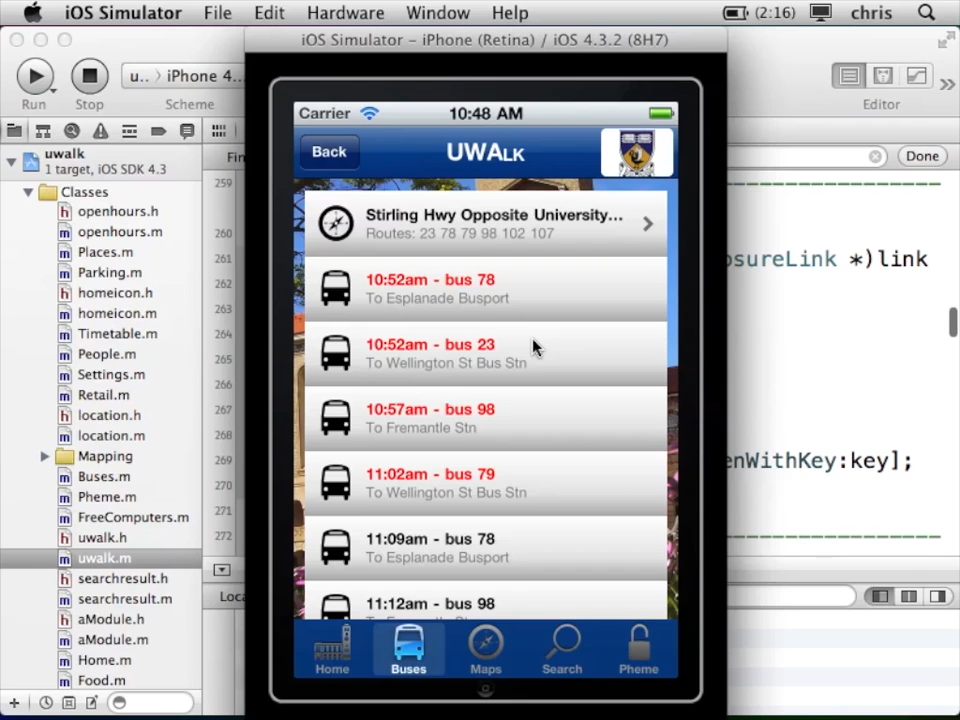 iOS Simulator File Edit Hardware Window Help (2:16) chris
iOS Simulator - iPhone (Retina) / iOS 4.3.2 (8H7)
u.. › iPhone 4...
Run Stop Scheme Editor
Carrier 10:48 AM
Back UWALK
Fin Done
uwalk
1 target, iOS SDK 4.3
Classes
openhours.h
openhours.m
Places.m
Parking.m
homeicon.h
homeicon.m
Timetable.m
People.m
Settings.m
Retail.m
location.h
location.m
Mapping
Buses.m
Pheme.m
FreeComputers.m
uwalk.h
uwalk.m
searchresult.h
searchresult.m
aModule.h
aModule.m
Home.m
Food.m
259
260
261
262
263
264
265
266
267
268
269
270
271
272
Loca
Stirling Hwy Opposite University...
Routes: 23 78 79 98 102 107
10:52am - bus 78
To Esplanade Busport
10:52am - bus 23
To Wellington St Bus Stn
10:57am - bus 98
To Fremantle Stn
11:02am - bus 79
To Wellington St Bus Stn
11:09am - bus 78
To Esplanade Busport
11:12am - bus 98
Home Buses Maps Search Pheme
osureLink *)link
enWithKey:key];